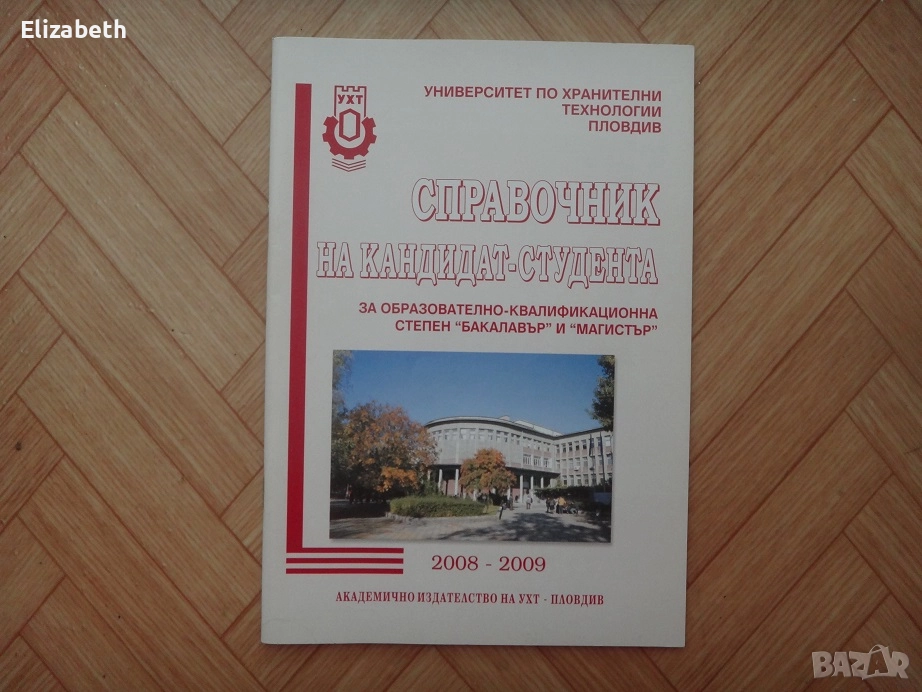 Elizabeth
УХТ
УНИВЕРСИТЕТ ПО ХРАНИТЕЛНИ
ТЕХНОЛОГИИ
ПЛОВДИВ
СПРАВОЧНИК
НА КАНДИДАТ-СТУДЕНТА
ЗА ОБРАЗОВАТЕЛНО-КВАЛИФИКАЦИОННА
СТЕПЕН “БАКАЛАВЪР” И “МАГИСТЪР”
2008 - 2009
АКАДЕМИЧНО ИЗДАТЕЛСТВО НА УХТ - ПЛОВДИВ
BAZAR